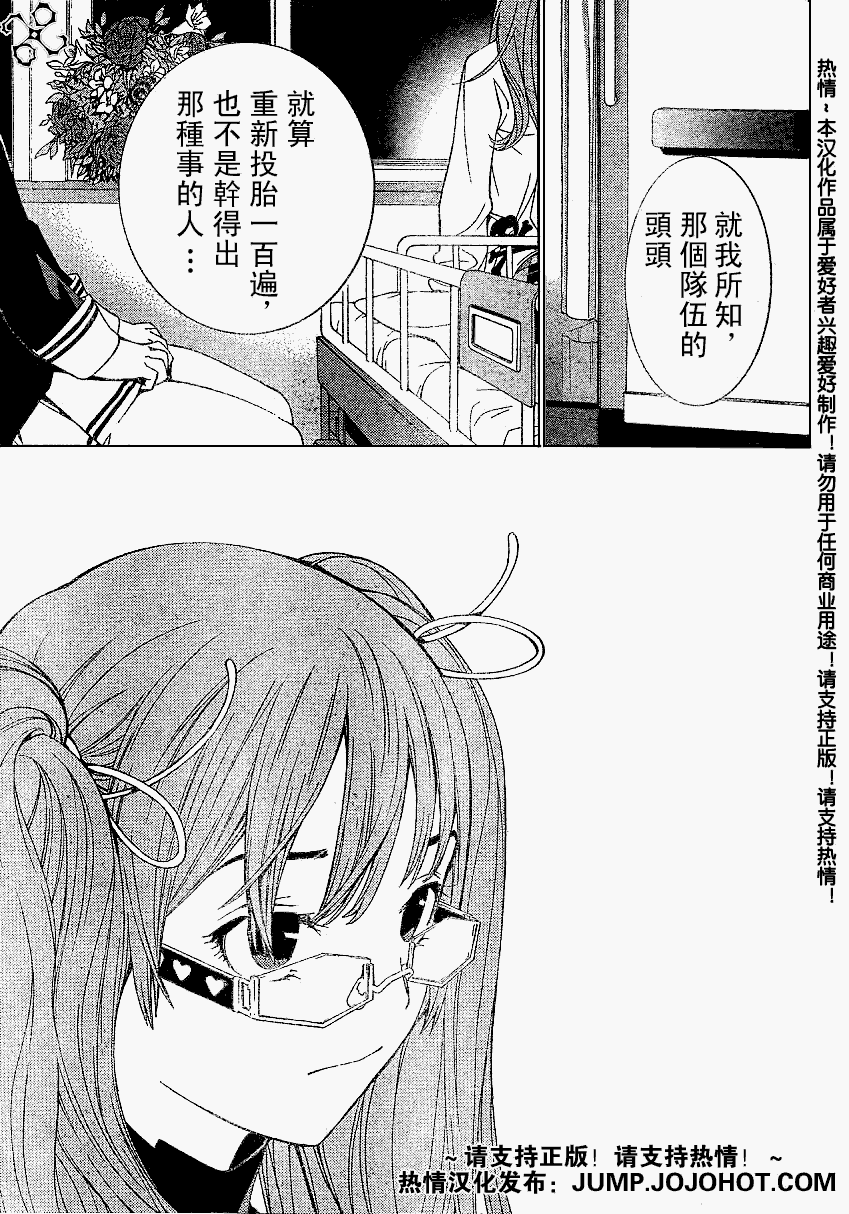 就我所知，
那個隊伍的
頭頭
就算
重新投胎一百遍，
也不是幹得出
那種事的人…
热情~本汉化作品属于爱好者兴趣爱好制作！请勿用于任何商业用途！请支持正版！请支持热情！
~请支持正版！请支持热情！~
热情汉化发布：JUMP.JOJOHOT.COM